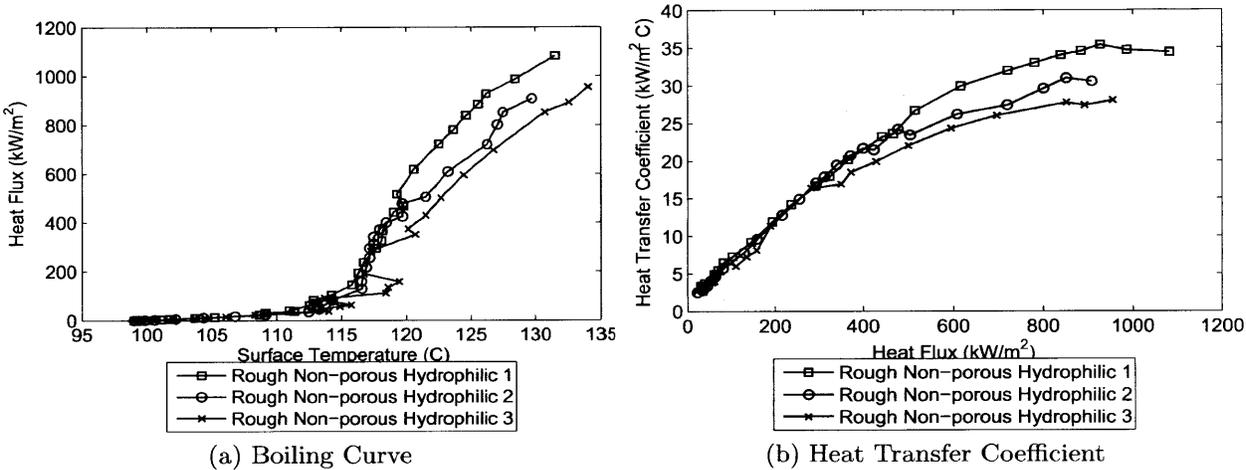 1200
1000
800
600
400
200
0
Heat Flux (kW/m²)
95 100 105 110 115 120 125 130 135
Surface Temperature (C)
Rough Non-porous Hydrophilic 1
Rough Non-porous Hydrophilic 2
Rough Non-porous Hydrophilic 3
(a) Boiling Curve
40
35
30
25
20
15
10
5
0
Heat Transfer Coefficient (kW/m² C)
0 200 400 600 800 1000 1200
Heat Flux (kW/m²)
Rough Non-porous Hydrophilic 1
Rough Non-porous Hydrophilic 2
Rough Non-porous Hydrophilic 3
(b) Heat Transfer Coefficient